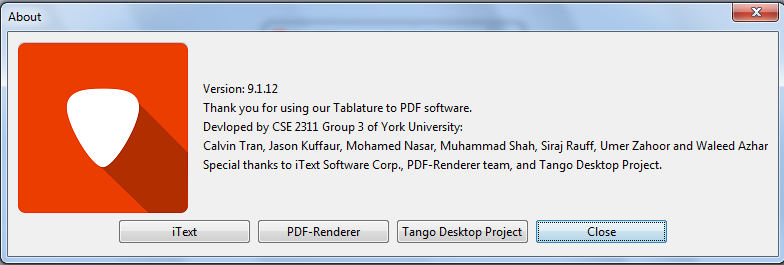 About
Version: 9.1.12
Thank you for using our Tablature to PDF software.
Devloped by CSE 2311 Group 3 of York University:
Calvin Tran, Jason Kuffaur, Mohamed Nasar, Muhammad Shah, Siraj Rauff, Umer Zahoor and Waleed Azhar
Special thanks to iText Software Corp., PDF-Renderer team, and Tango Desktop Project.
iText
PDF-Renderer
Tango Desktop Project
Close